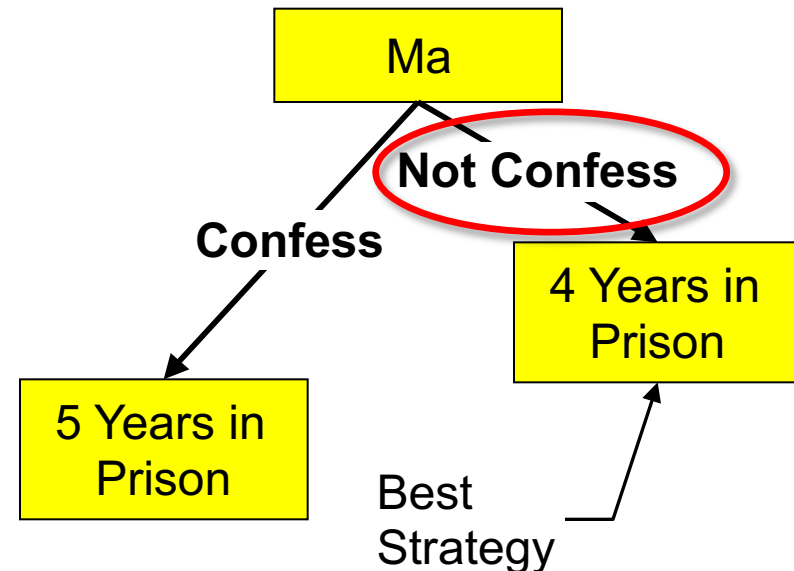 Ma
Not Confess
Confess
4 Years in
Prison
5 Years in
Prison
Best
Strategy